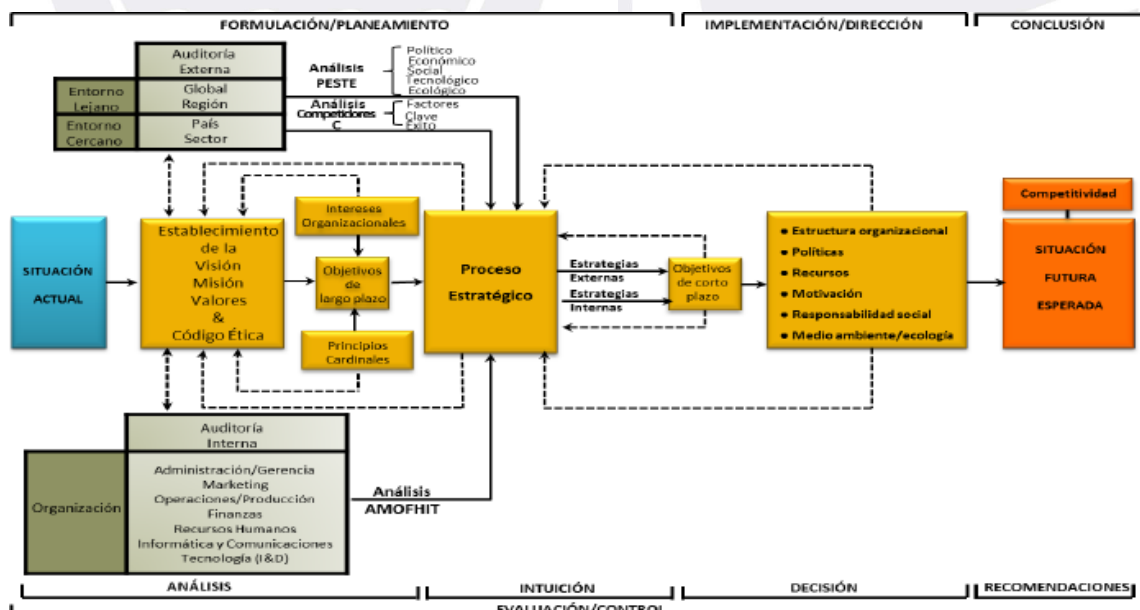 FORMULACIÓN/PLANEAMIENTO
IMPLEMENTACIÓN/DIRECCIÓN
CONCLUSIÓN
Auditoría
Externa
Entorno
Lejano
Global
Región
Entorno
Cercano
País
Sector
Análisis
PESTE
Político
Económico
Social
Tecnológico
Ecológico
Análisis
Competidores
C
Factores
Clave
Éxito
SITUACIÓN
ACTUAL
Establecimiento
de la
Visión
Misión
Valores
&
Código Ética
Intereses
Organizacionales
Objetivos
de
largo plazo
Principios
Cardinales
Proceso
Estratégico
Estrategias
Externas
Estrategias
Internas
Objetivos
de corto
plazo
• Estructura organizacional
• Políticas
• Recursos
• Motivación
• Responsabilidad social
• Medio ambiente/ecología
Competitividad
SITUACIÓN
FUTURA
ESPERADA
Auditoría
Interna
Organización
Administración/Gerencia
Marketing
Operaciones/Producción
Finanzas
Recursos Humanos
Informática y Comunicaciones
Tecnología (I&D)
Análisis
AMOFHIT
ANÁLISIS
INTUICIÓN
DECISIÓN
RECOMENDACIONES
EVALUACIÓN/CONTROL